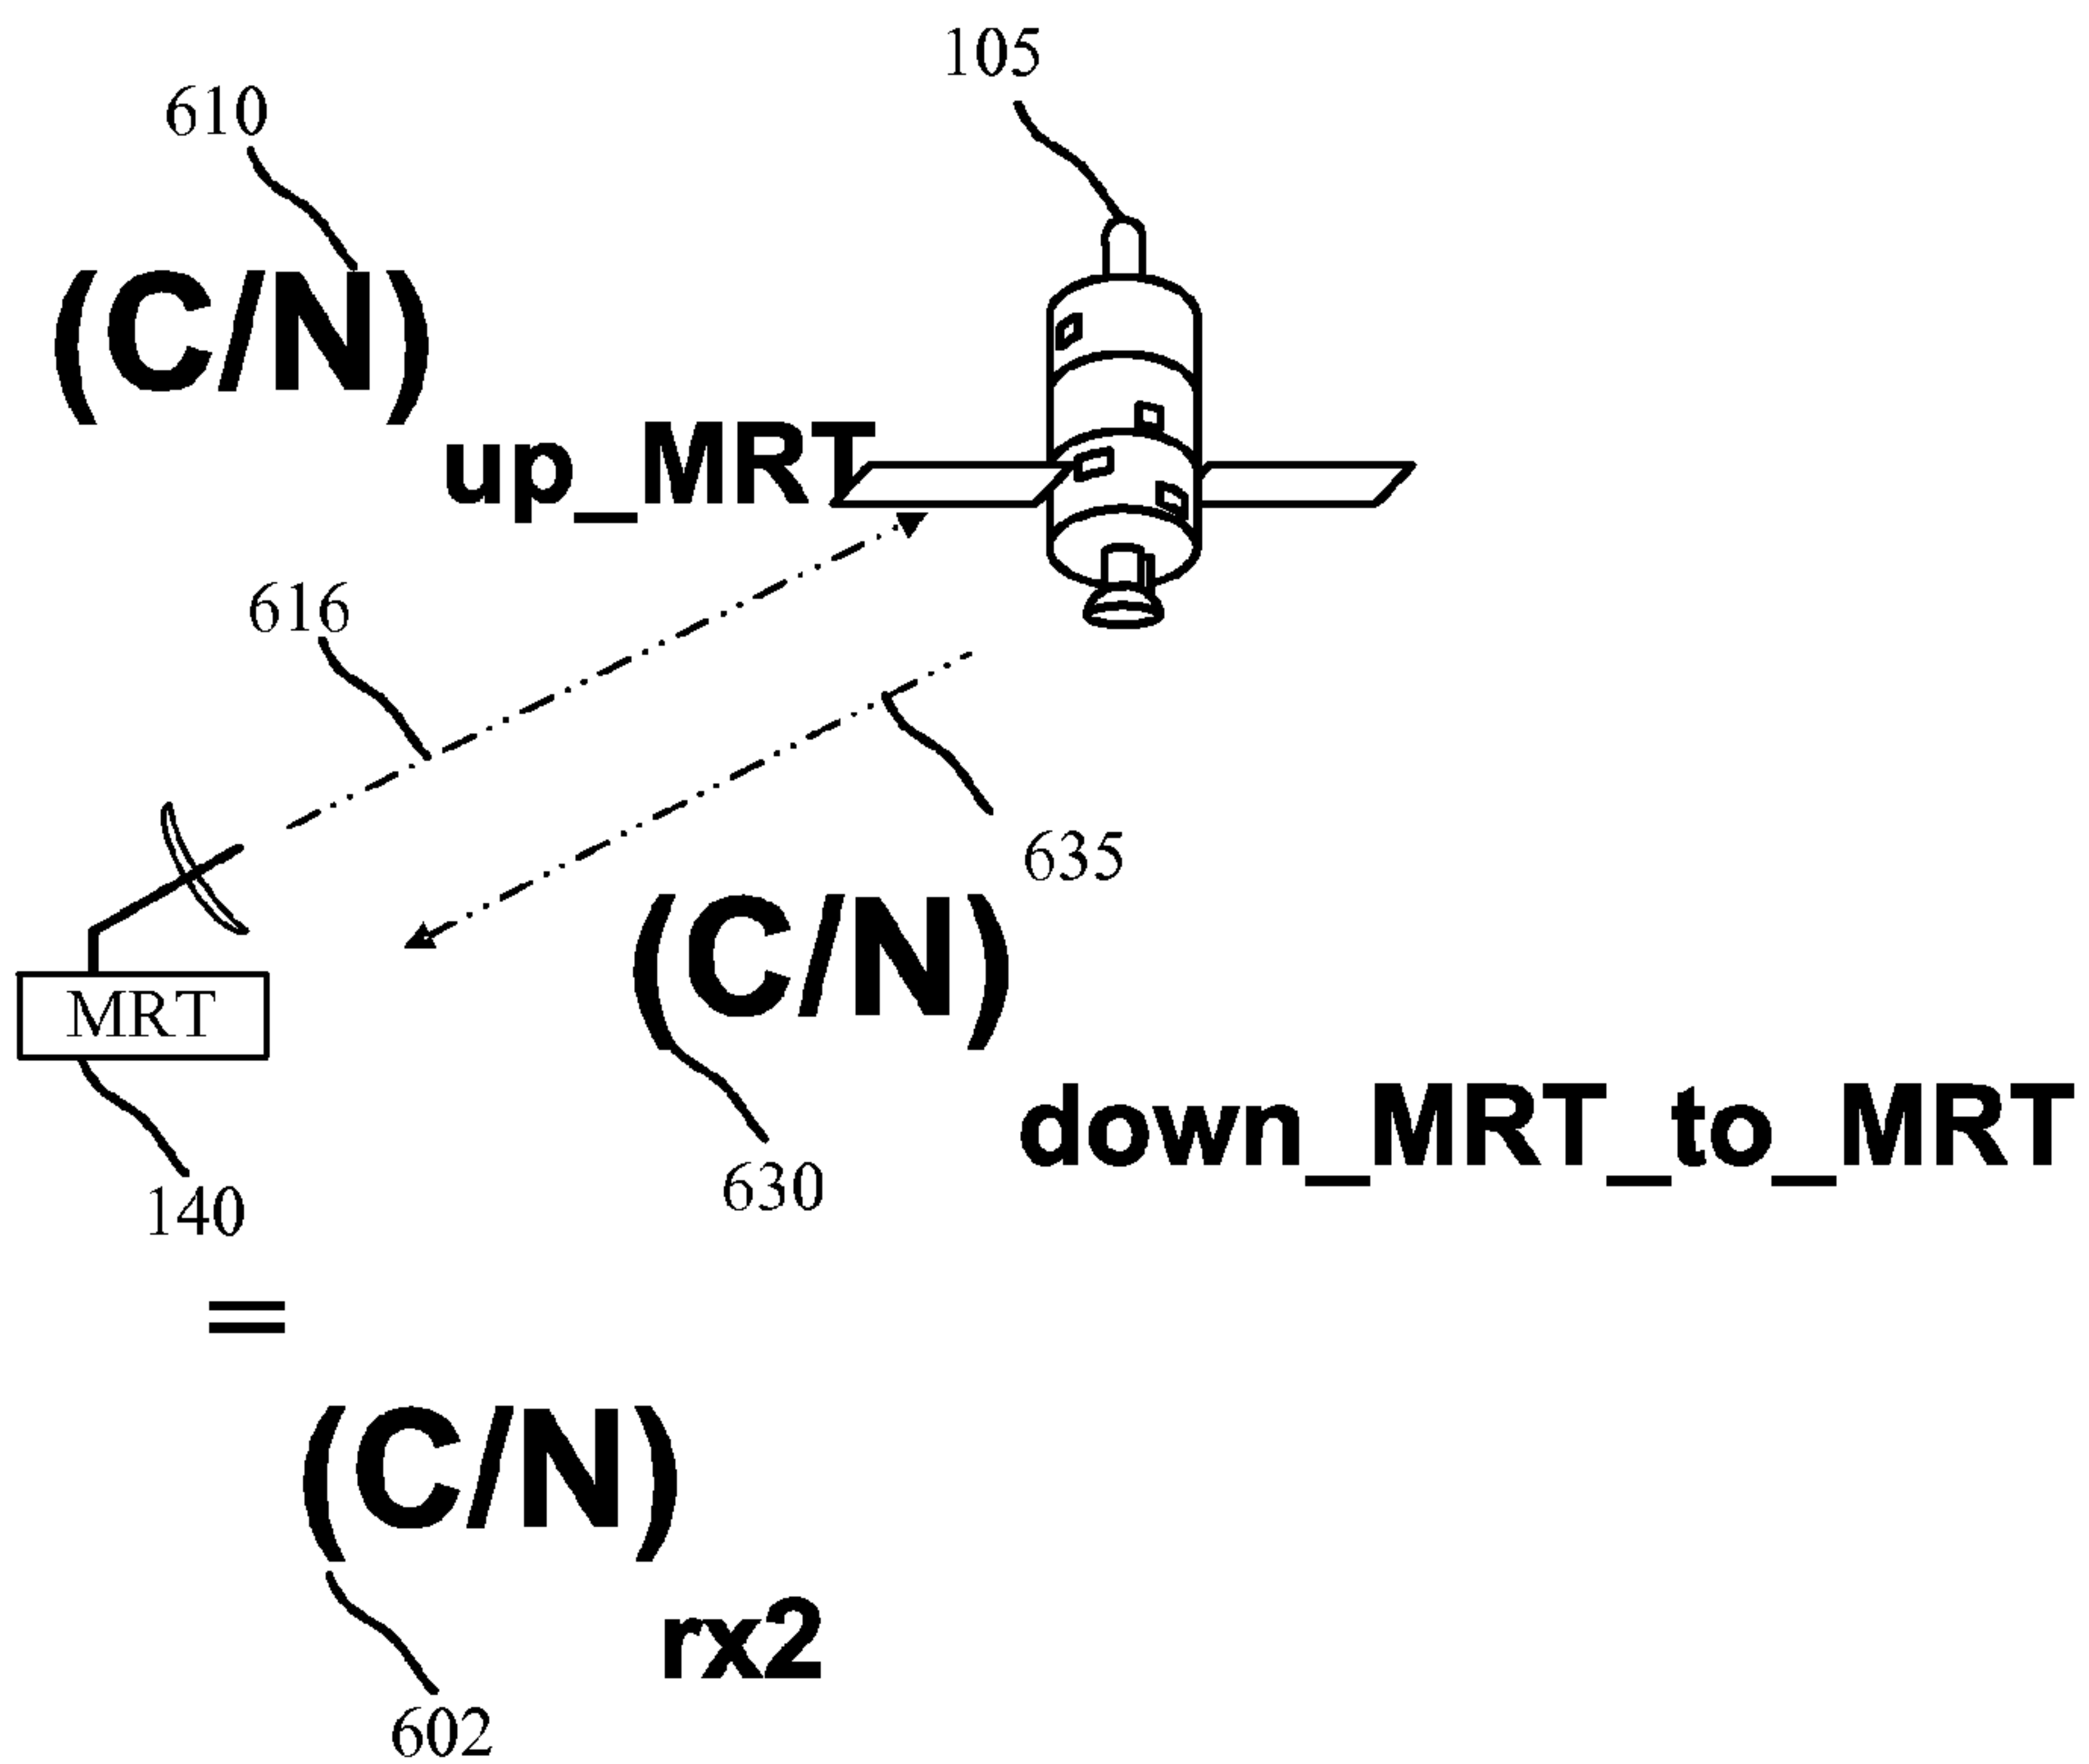 105
610
(C/N)
up_MRT
616
635
(C/N)
MRT
down_MRT_to_MRT
630
140
=
(C/N)
rx2
602